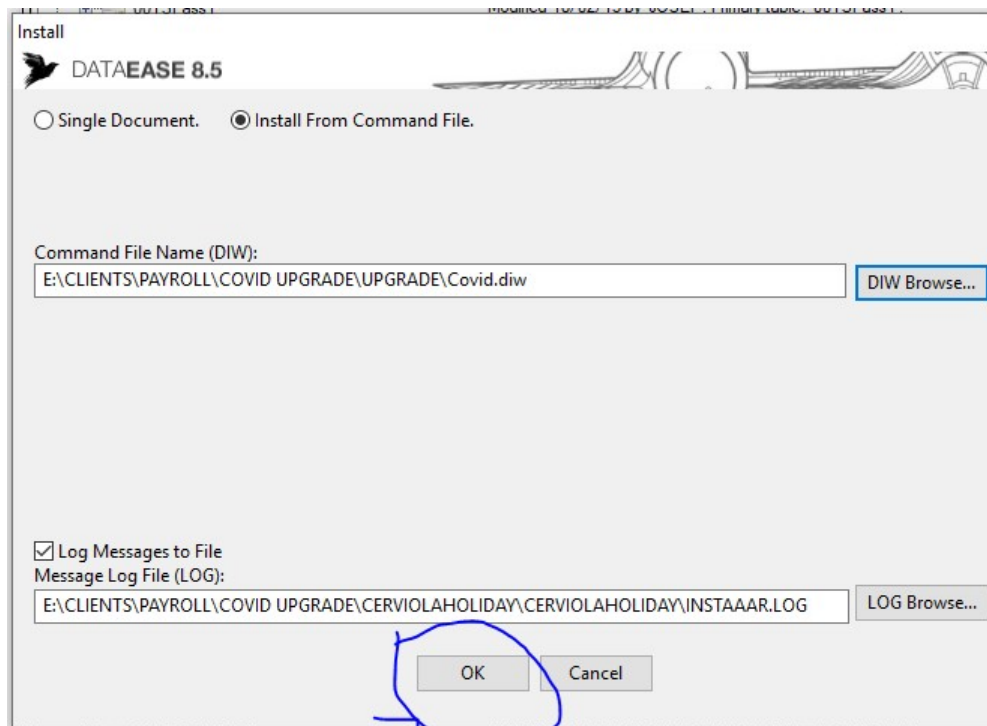 Install
DATAEASE 8.5
Single Document. Install From Command File.
Command File Name (DIW):
E:\CLIENTS\PAYROLL\COVID UPGRADE\UPGRADE\Covid.diw DIW Browse...
Log Messages to File
Message Log File (LOG):
E:\CLIENTS\PAYROLL\COVID UPGRADE\CERVIOLAHOLIDAY\CERVIOLAHOLIDAY\INSTAAAR.LOG LOG Browse...
OK Cancel